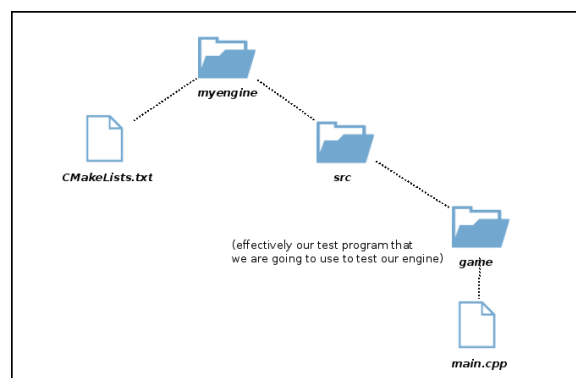 myengine
CMakeLists.txt
src
(effectively our test program that
we are going to use to test our engine)
game
main.cpp